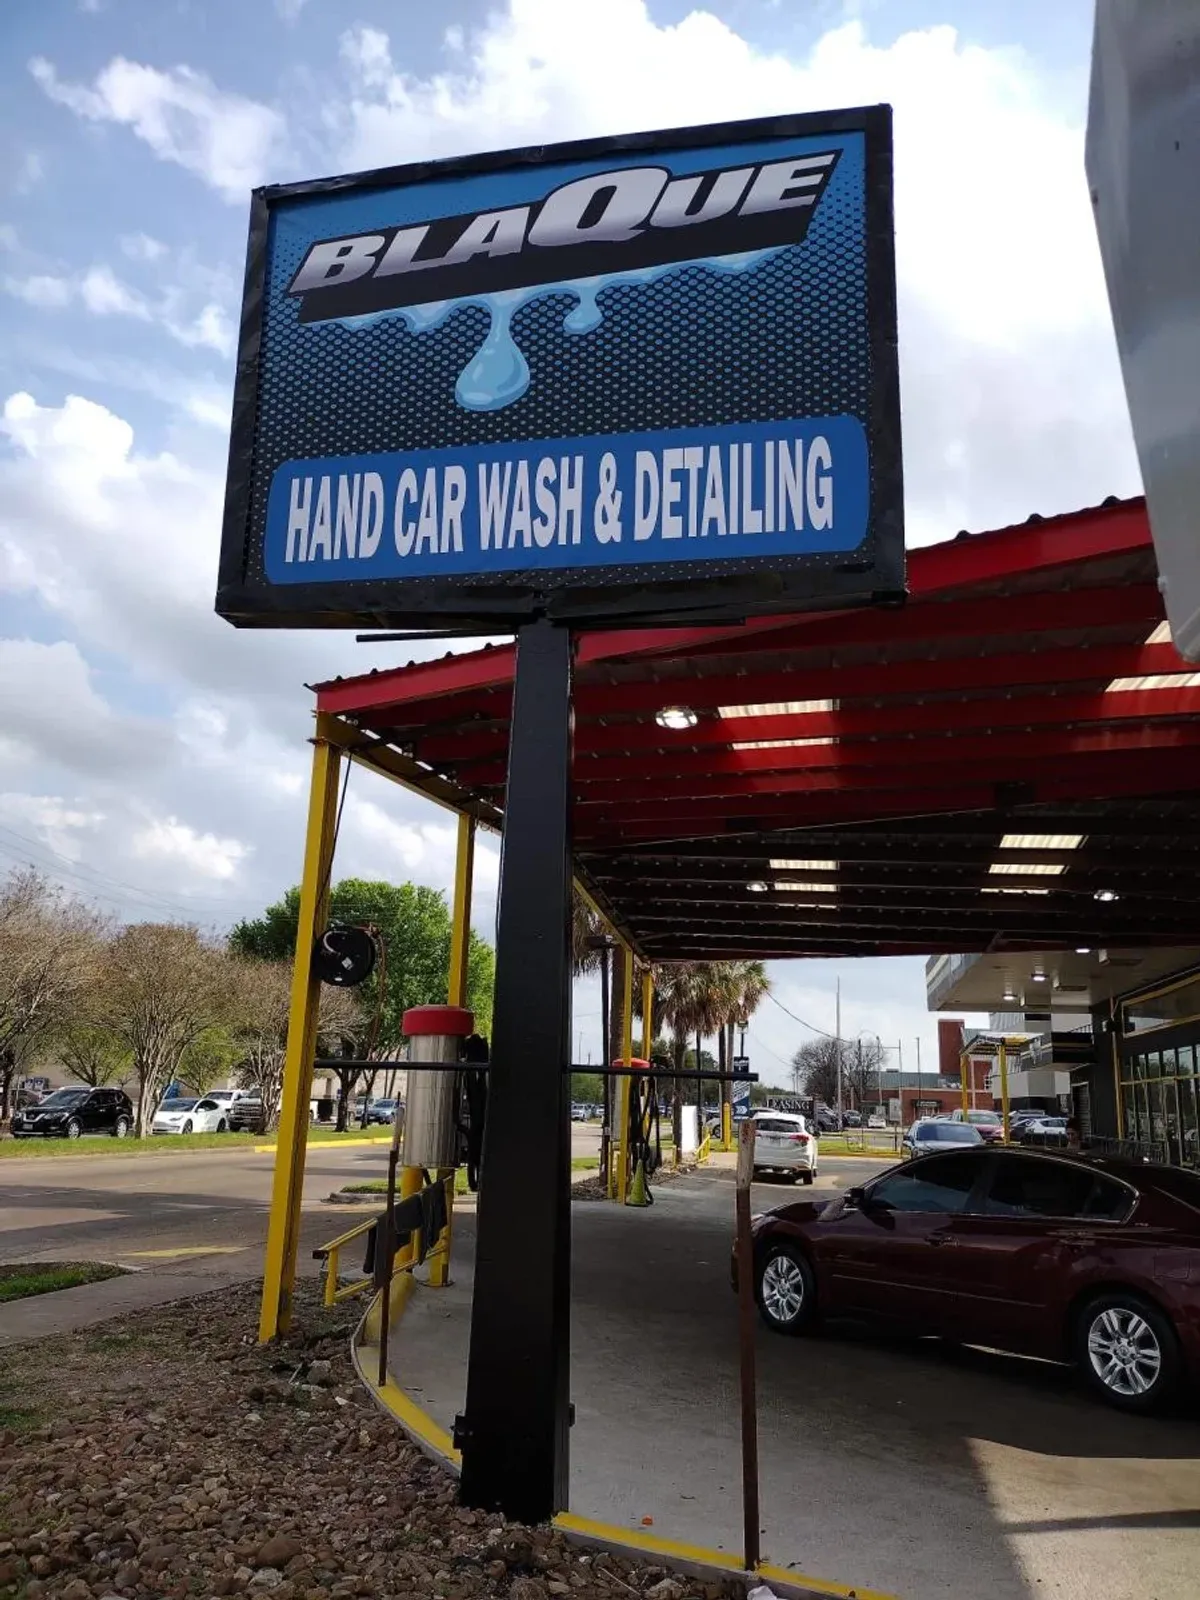 BLAQUE
HAND CAR WASH & DETAILING
LEASING